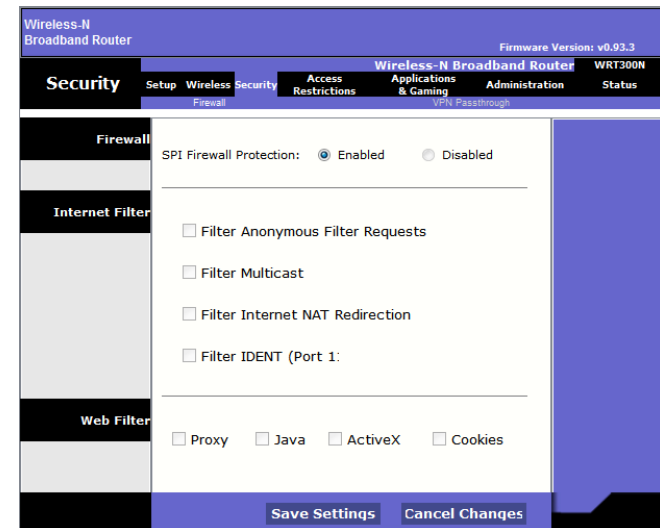 Wireless-N
Broadband Router
Firmware Version: v0.93.3
Wireless-N Broadband Router WRT300N
Security
Setup Wireless Security Access Restrictions Applications & Gaming Administration Status
Firewall VPN Passthrough
Firewall
SPI Firewall Protection: Enabled Disabled
Internet Filter
Filter Anonymous Filter Requests
Filter Multicast
Filter Internet NAT Redirection
Filter IDENT (Port 1
Web Filter
Proxy Java ActiveX Cookies
Save Settings Cancel Changes